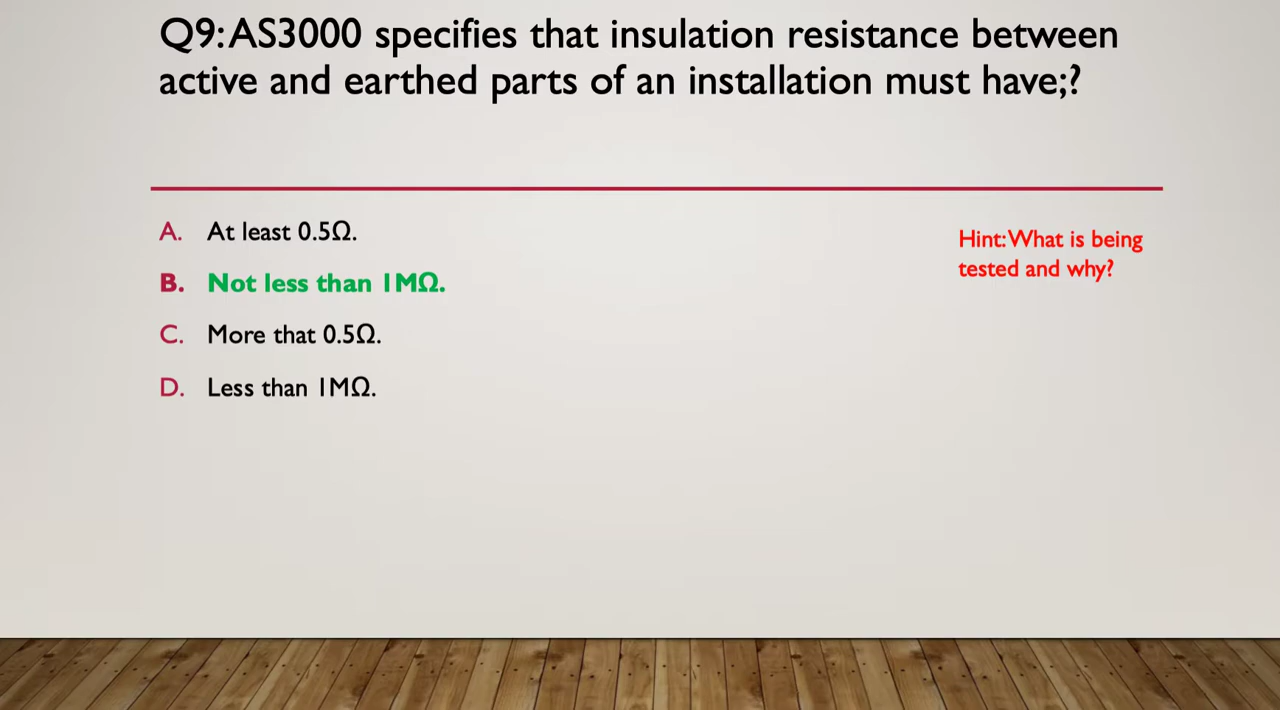 Q9: AS3000 specifies that insulation resistance between
active and earthed parts of an installation must have;?
A. At least 0.5Ω.
B. Not less than 1MΩ.
C. More that 0.5Ω.
D. Less than 1MΩ.
Hint: What is being
tested and why?